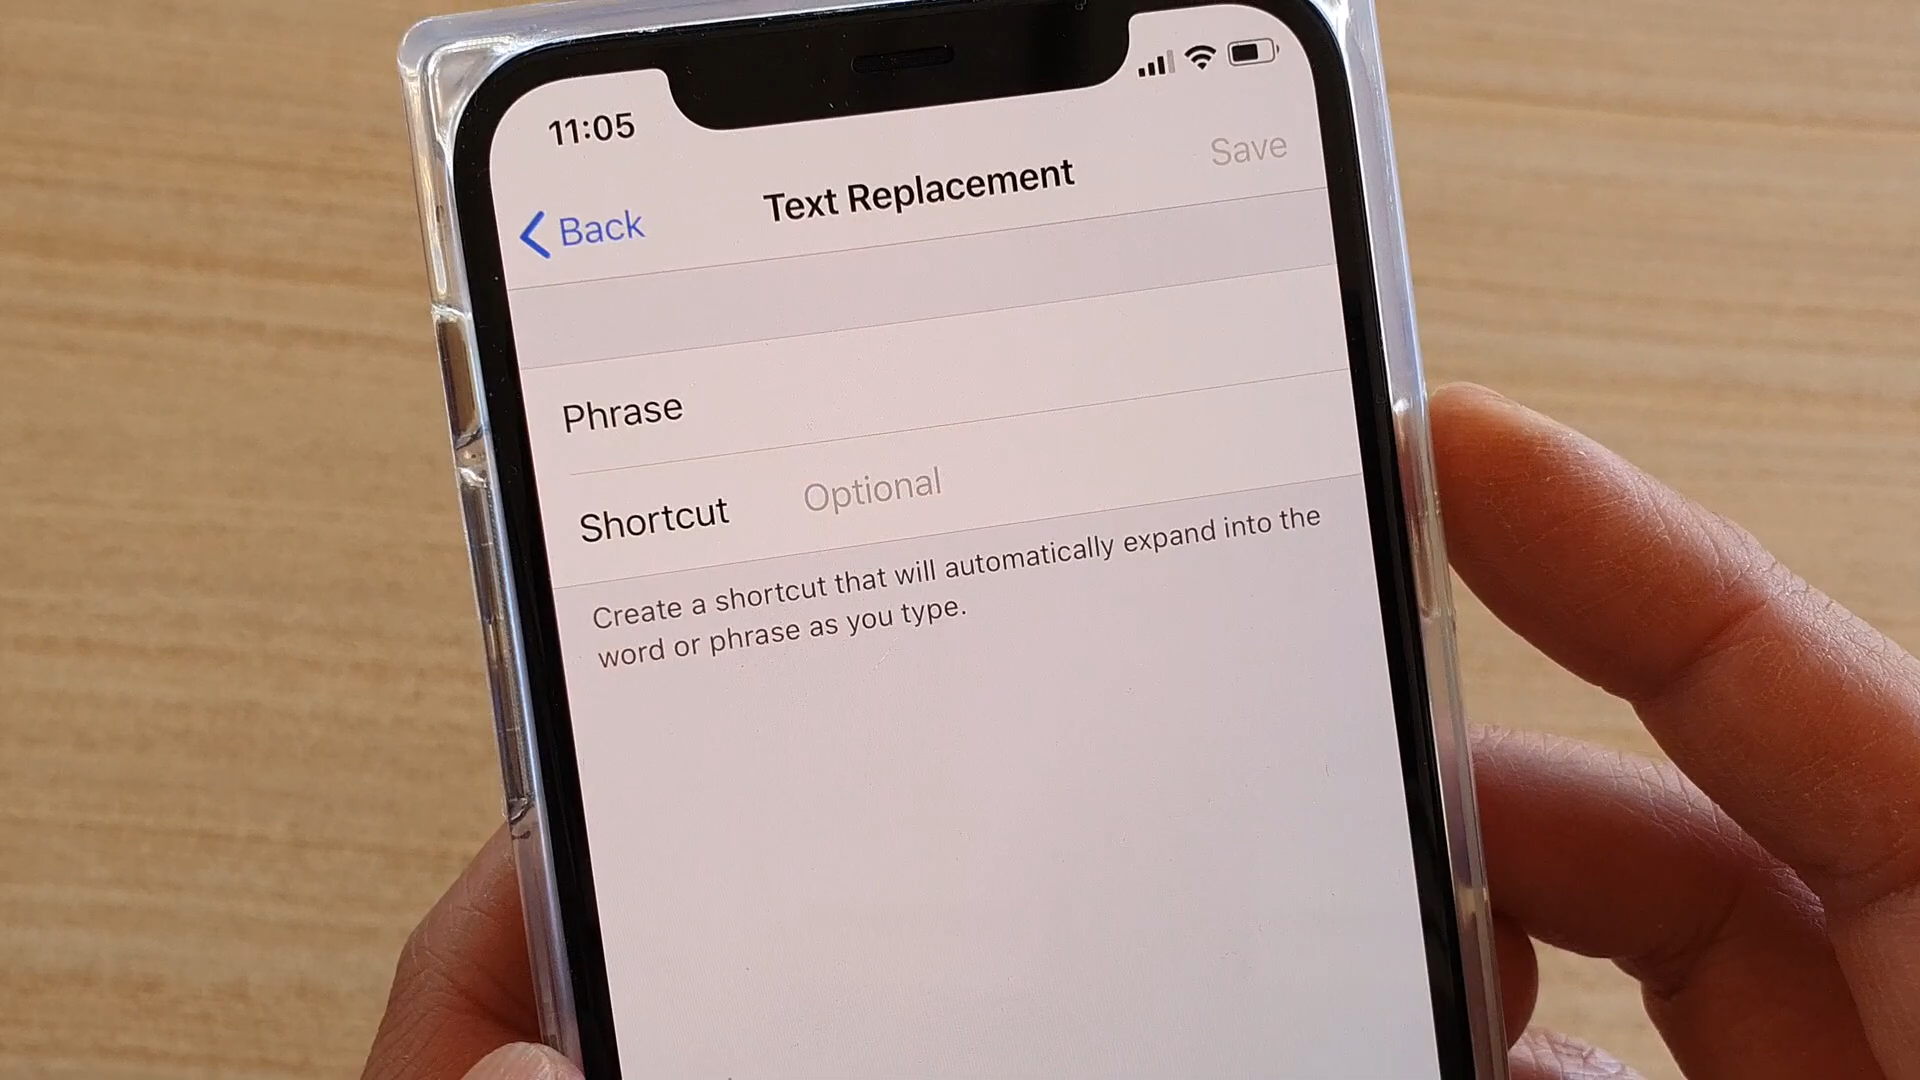 11:05
Back
Text Replacement
Save
Phrase
Shortcut Optional
Create a shortcut that will automatically expand into the
word or phrase as you type.